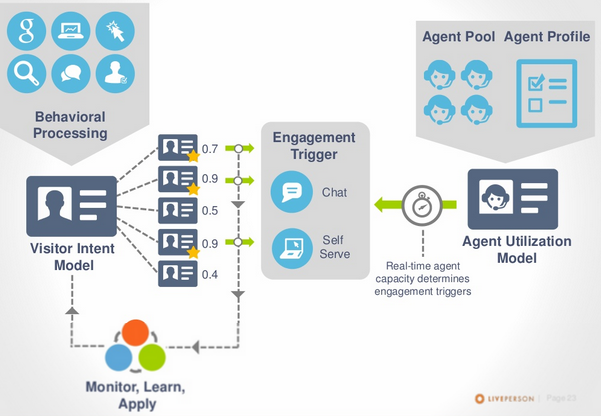 g
Behavioral
Processing
Agent Pool
Agent Profile
Visitor Intent
Model
0.7
0.9
0.5
0.9
0.4
Engagement
Trigger
Chat
Self
Serve
Real-time agent
capacity determines
engagement triggers
Agent Utilization
Model
Monitor, Learn,
Apply
LIVEPERSON | Page 23